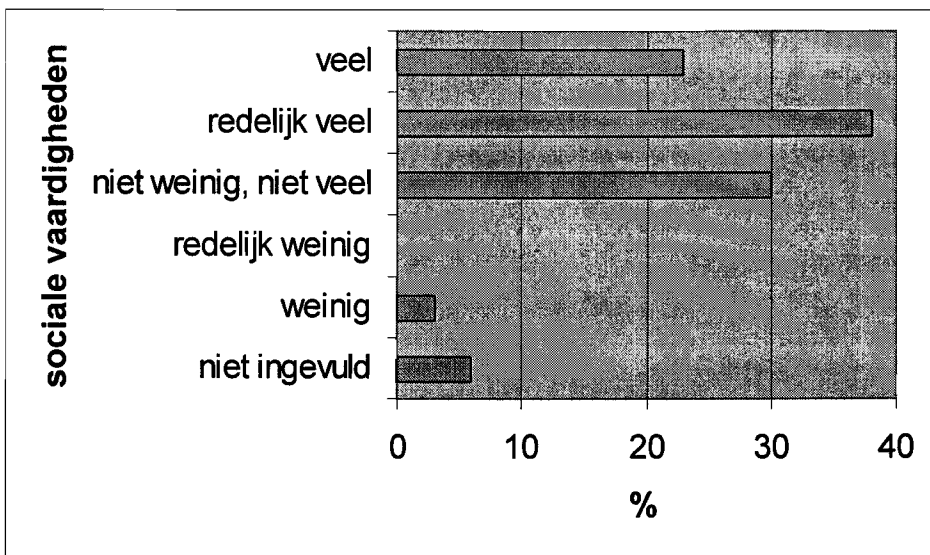 sociale vaardigheden
veel
redelijk veel
niet weinig, niet veel
redelijk weinig
weinig
niet ingevuld
0 10 20 30 40
%